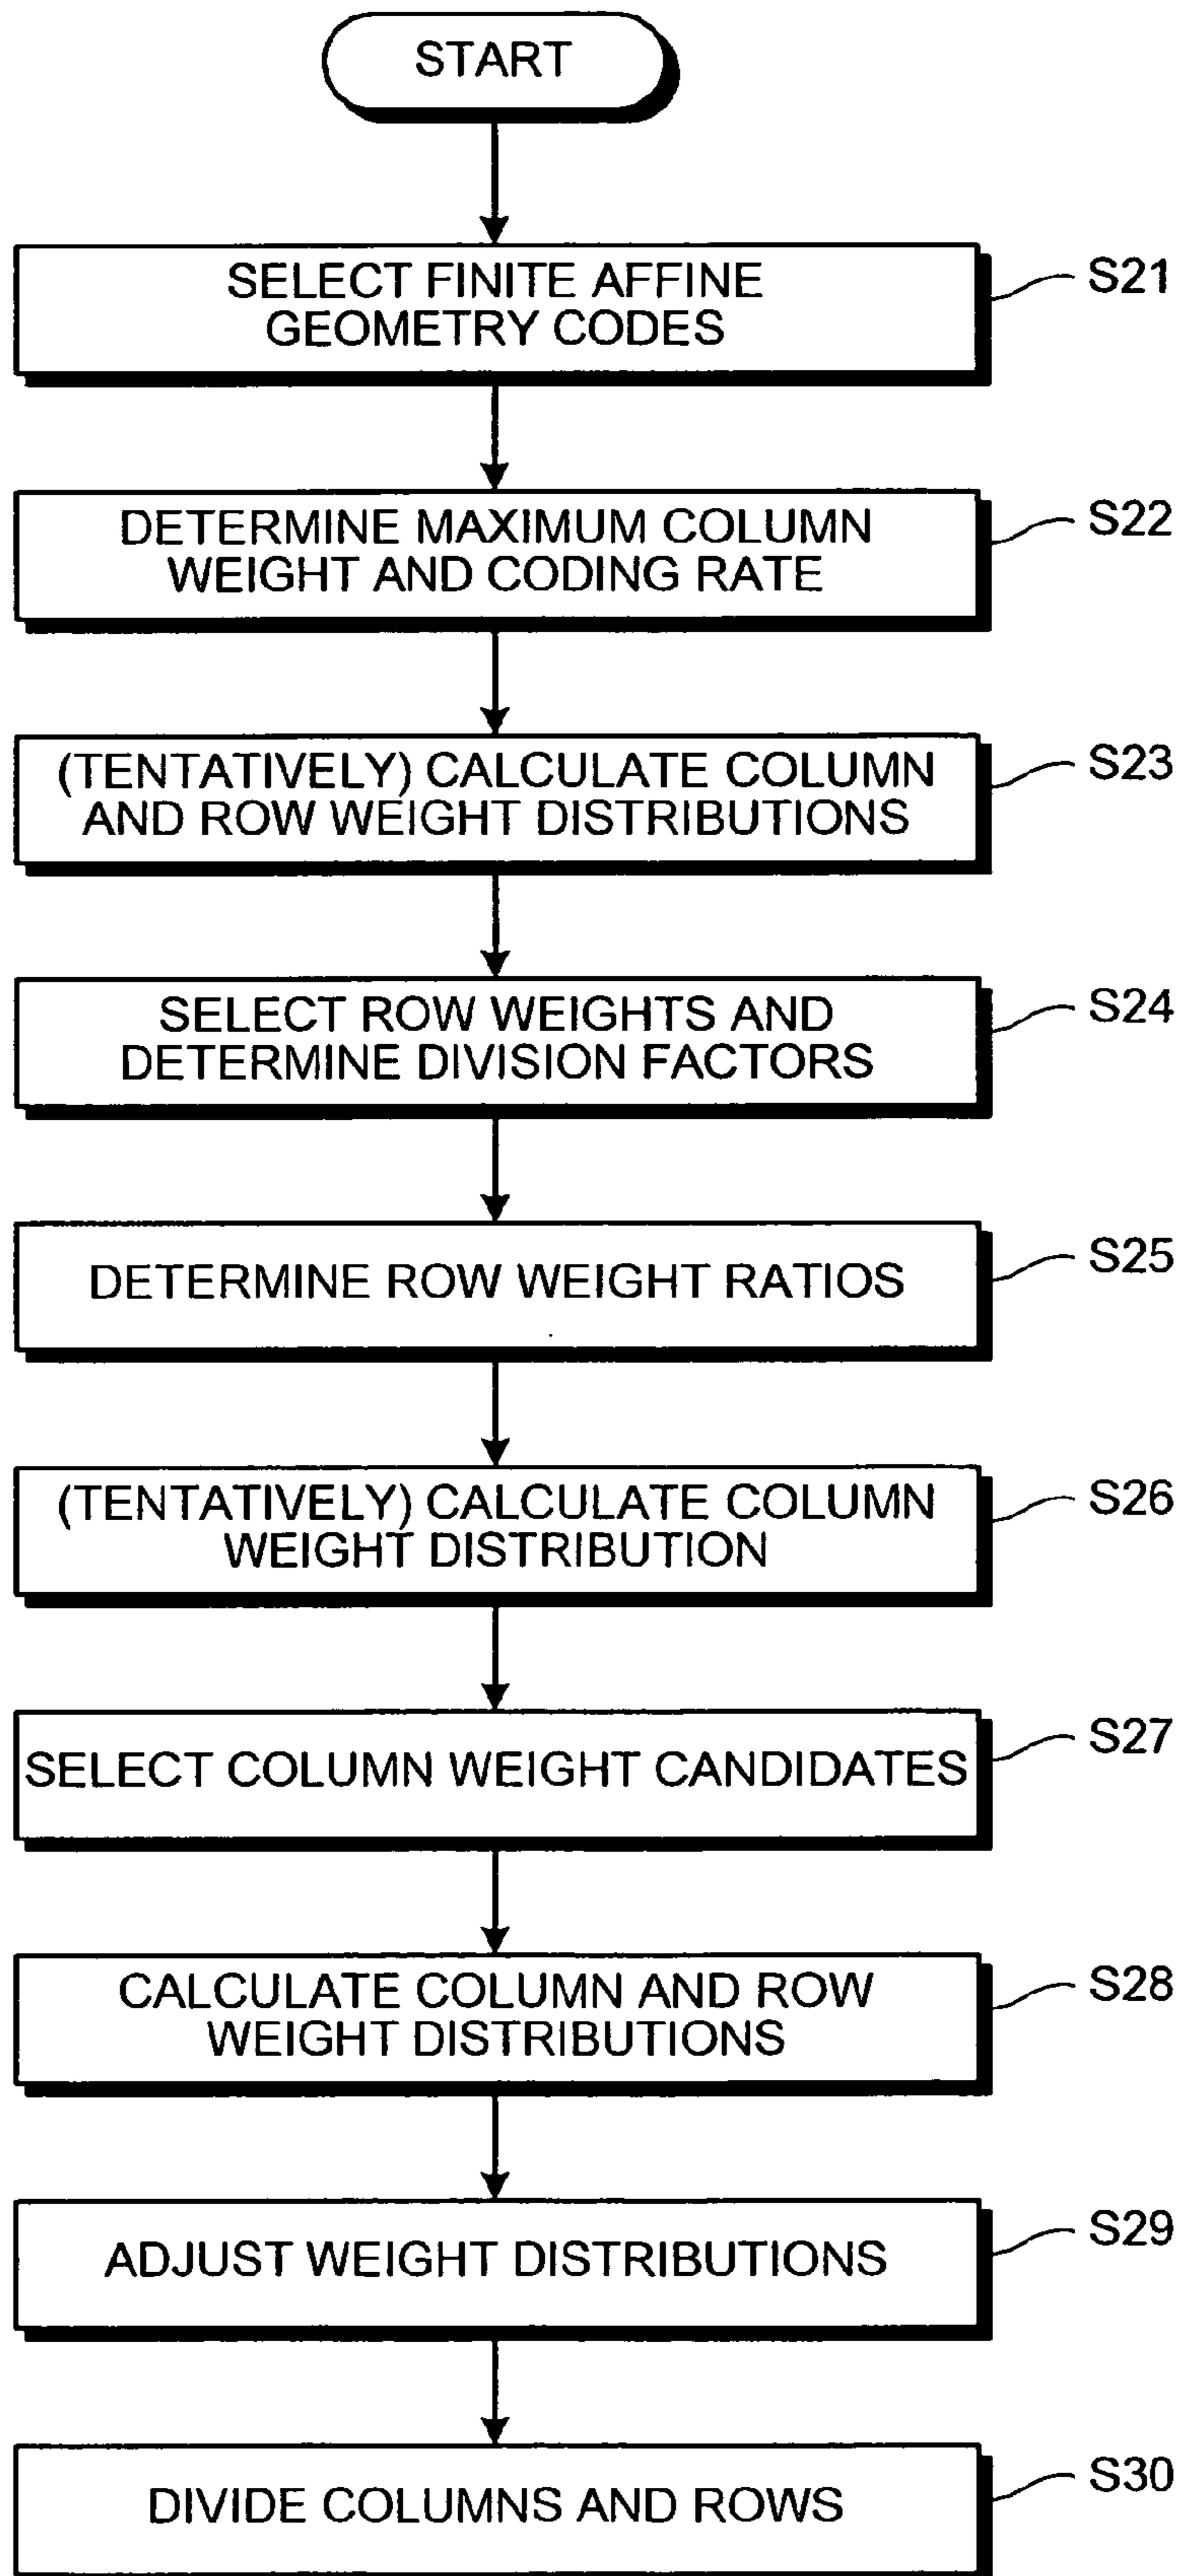 START
SELECT FINITE AFFINE
GEOMETRY CODES
S21
DETERMINE MAXIMUM COLUMN
WEIGHT AND CODING RATE
S22
(TENTATIVELY) CALCULATE COLUMN
AND ROW WEIGHT DISTRIBUTIONS
S23
SELECT ROW WEIGHTS AND
DETERMINE DIVISION FACTORS
S24
DETERMINE ROW WEIGHT RATIOS
S25
(TENTATIVELY) CALCULATE COLUMN
WEIGHT DISTRIBUTION
S26
SELECT COLUMN WEIGHT CANDIDATES
S27
CALCULATE COLUMN AND ROW
WEIGHT DISTRIBUTIONS
S28
ADJUST WEIGHT DISTRIBUTIONS
S29
DIVIDE COLUMNS AND ROWS
S30